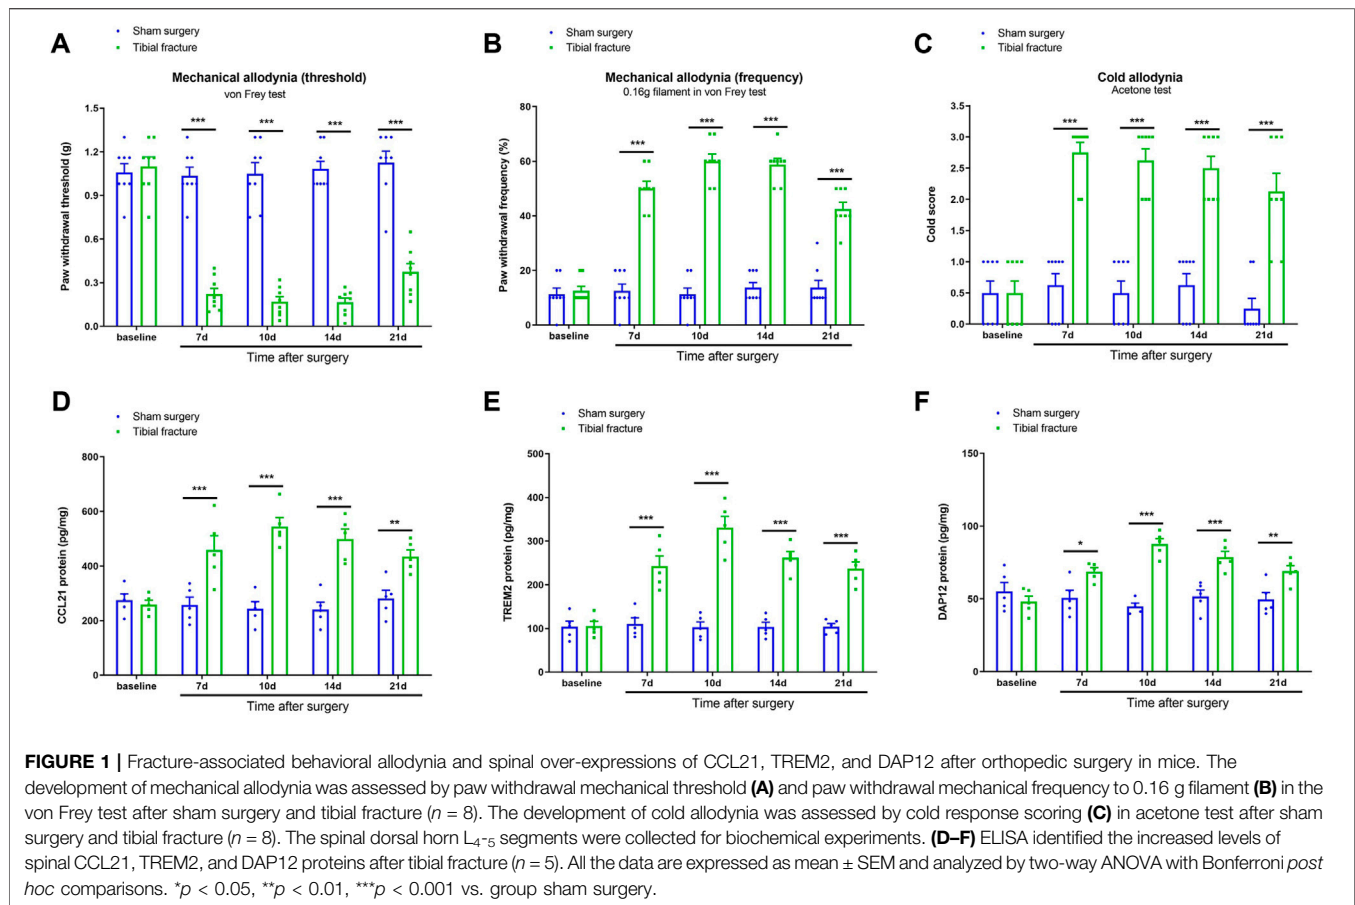 A
Sham surgery
Tibial fracture
Mechanical allodynia (threshold)
von Frey test
Paw withdrawal threshold (g)
1.5
1.2
0.9
0.6
0.3
0.0
*** *** *** ***
baseline 7d 10d 14d 21d
Time after surgery
B
Sham surgery
Tibial fracture
Mechanical allodynia (frequency)
0.16g filament in von Frey test
Paw withdrawal frequency (%)
80
60
40
20
0
*** *** *** ***
baseline 7d 10d 14d 21d
Time after surgery
C
Sham surgery
Tibial fracture
Cold allodynia
Acetone test
Cold score
3.5
3.0
2.5
2.0
1.5
1.0
0.5
0.0
*** *** *** ***
baseline 7d 10d 14d 21d
Time after surgery
D
Sham surgery
Tibial fracture
CCL21 protein (pg/mg)
800
600
400
200
0
*** *** *** **
baseline 7d 10d 14d 21d
Time after surgery
E
Sham surgery
Tibial fracture
TREM2 protein (pg/mg)
500
400
300
200
100
0
*** *** *** ***
baseline 7d 10d 14d 21d
Time after surgery
F
Sham surgery
Tibial fracture
DAP12 protein (pg/mg)
150
100
50
0
* *** *** **
baseline 7d 10d 14d 21d
Time after surgery
FIGURE 1 | Fracture-associated behavioral allodynia and spinal over-expressions of CCL21, TREM2, and DAP12 after orthopedic surgery in mice. The
development of mechanical allodynia was assessed by paw withdrawal mechanical threshold (A) and paw withdrawal mechanical frequency to 0.16 g filament (B) in the
von Frey test after sham surgery and tibial fracture (n = 8). The development of cold allodynia was assessed by cold response scoring (C) in acetone test after sham
surgery and tibial fracture (n = 8). The spinal dorsal horn L₄-₅ segments were collected for biochemical experiments. (D–F) ELISA identified the increased levels of
spinal CCL21, TREM2, and DAP12 proteins after tibial fracture (n = 5). All the data are expressed as mean ± SEM and analyzed by two-way ANOVA with Bonferroni post
hoc comparisons. *p < 0.05, **p < 0.01, ***p < 0.001 vs. group sham surgery.